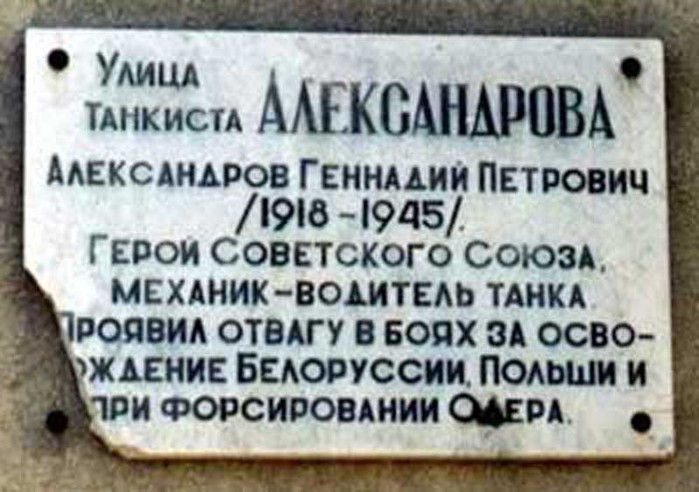 Улица
Танкиста Александрова
Александров Геннадий Петрович
/1918-1945/.
Герой Советского Союза,
механик-водитель танка.
Проявил отвагу в боях за осво-
ождение Белоруссии, Польши и
при форсировании Одера.